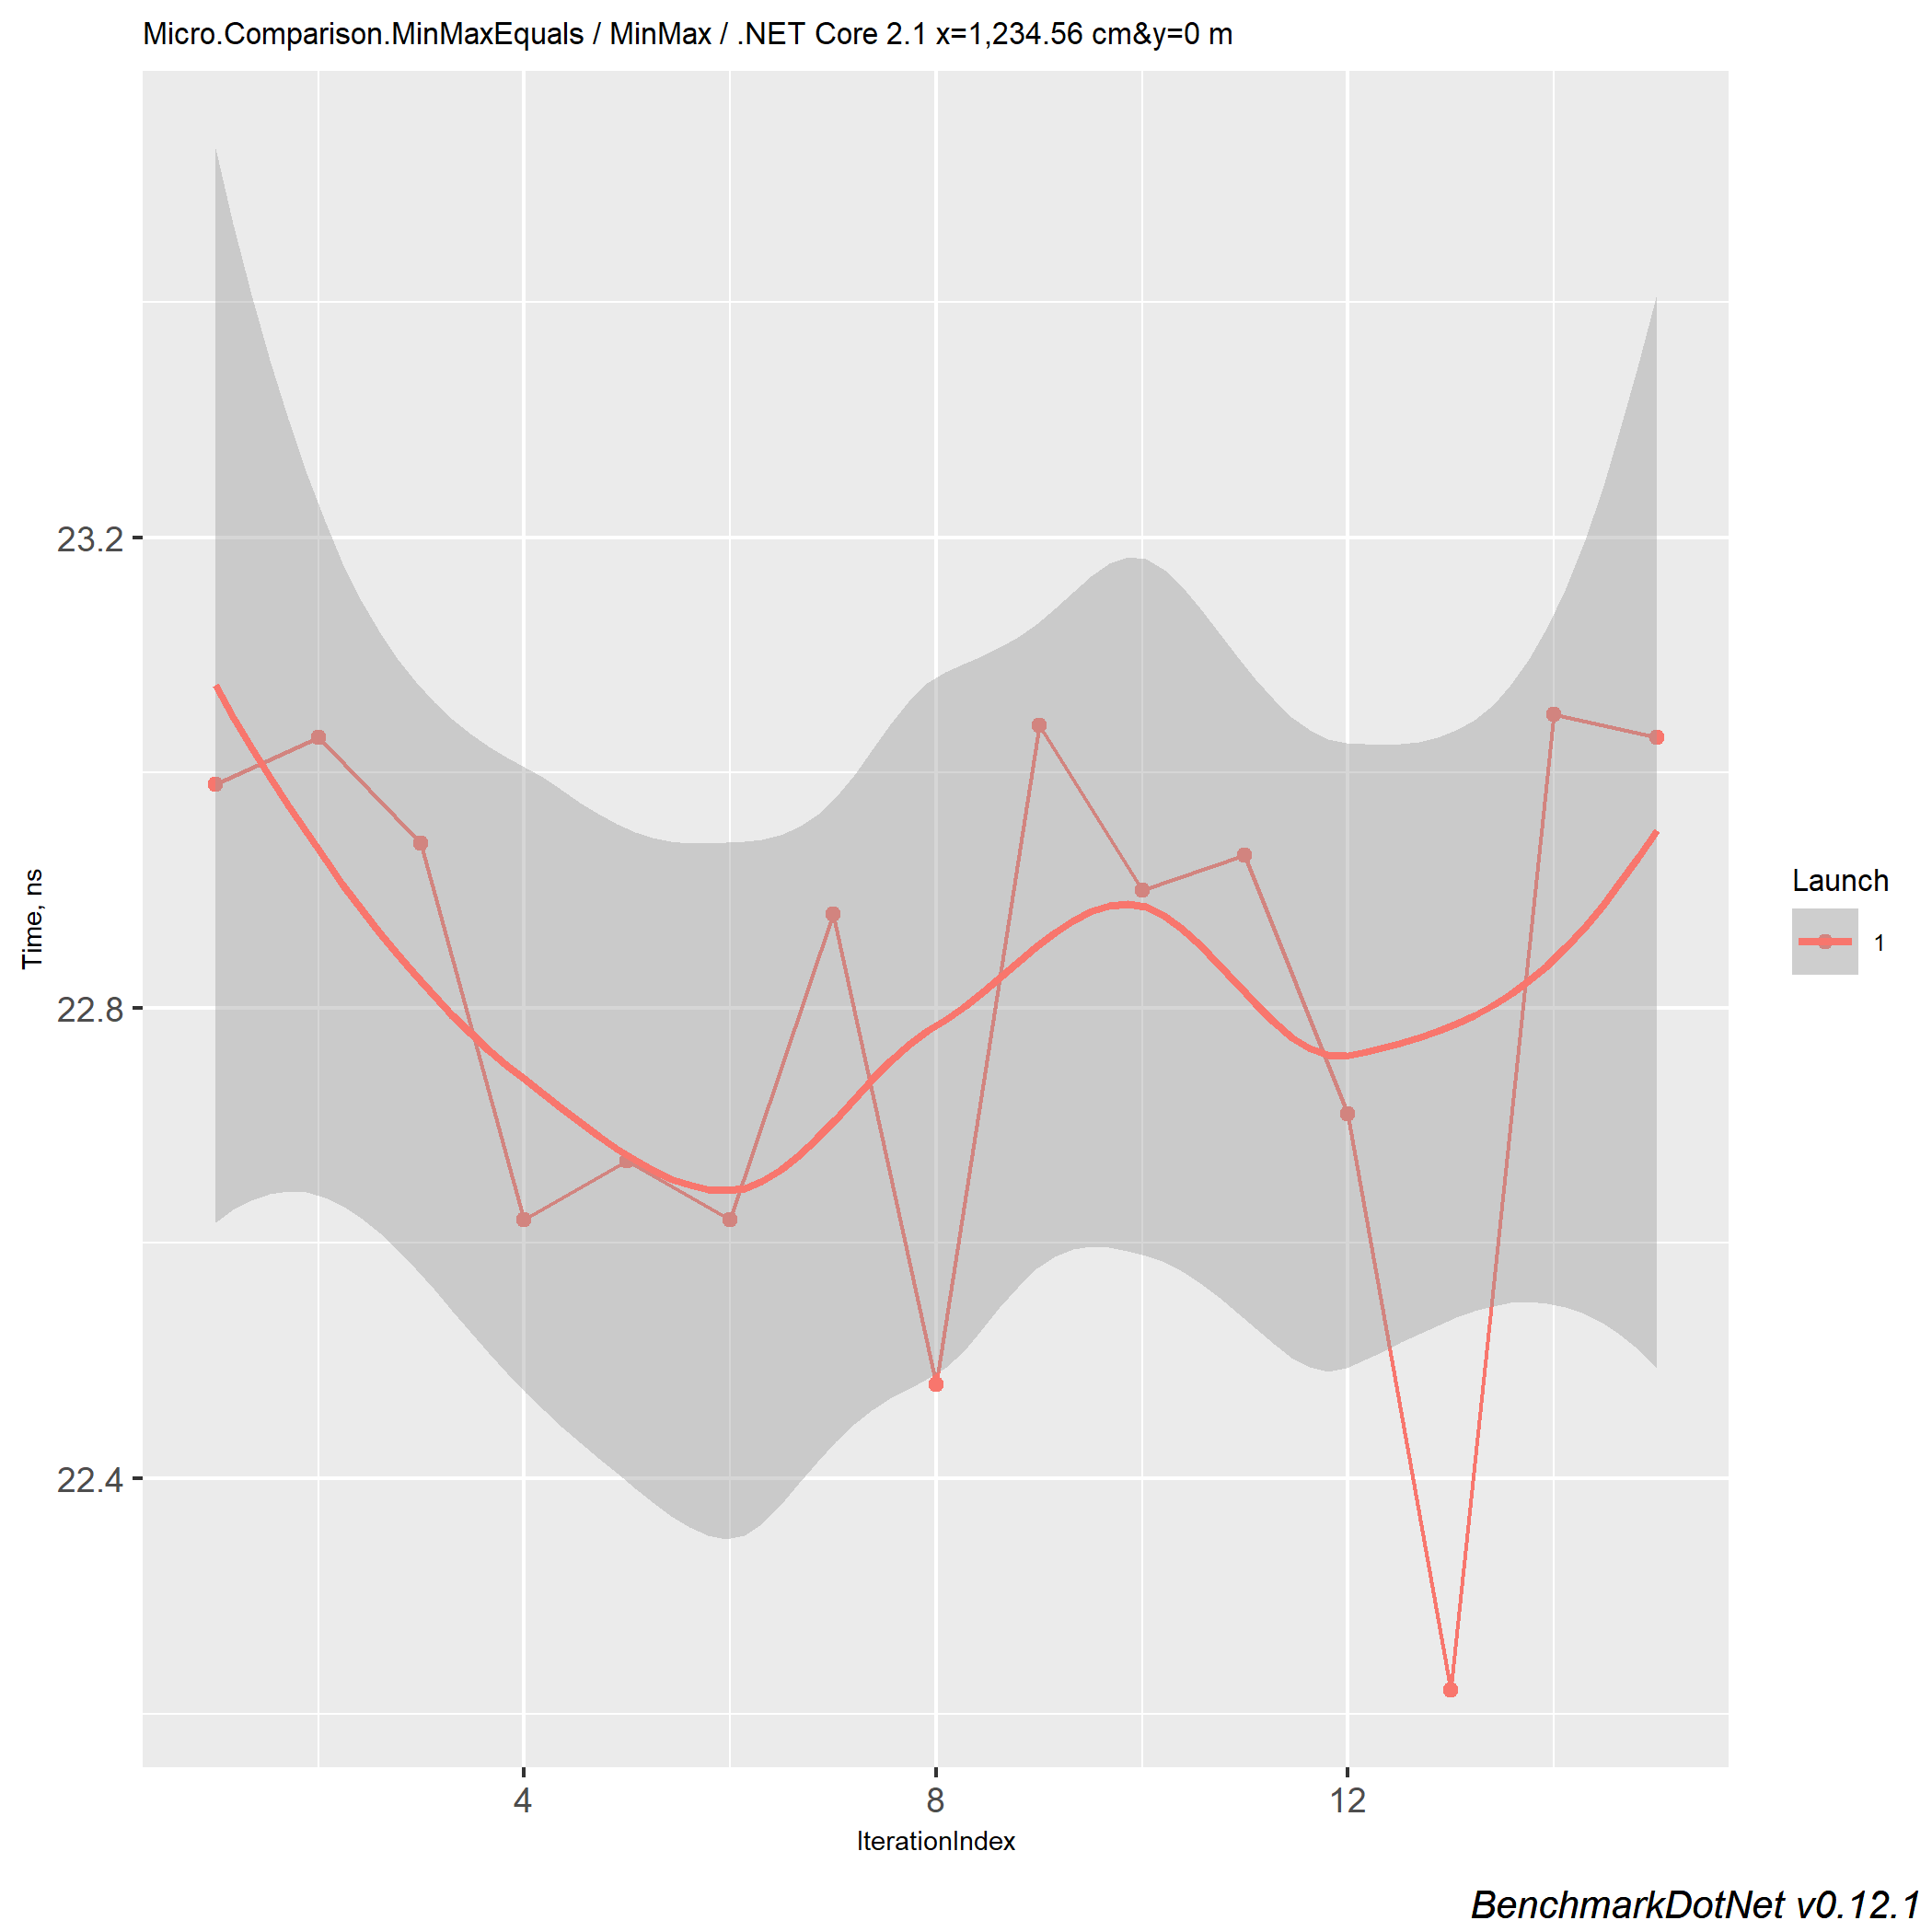 Micro.Comparison.MinMaxEquals / MinMax / .NET Core 2.1 x=1,234.56 cm&y=0 m
23.2
22.8
22.4
Time, ns
4
8
12
IterationIndex
Launch
1
BenchmarkDotNet v0.12.1